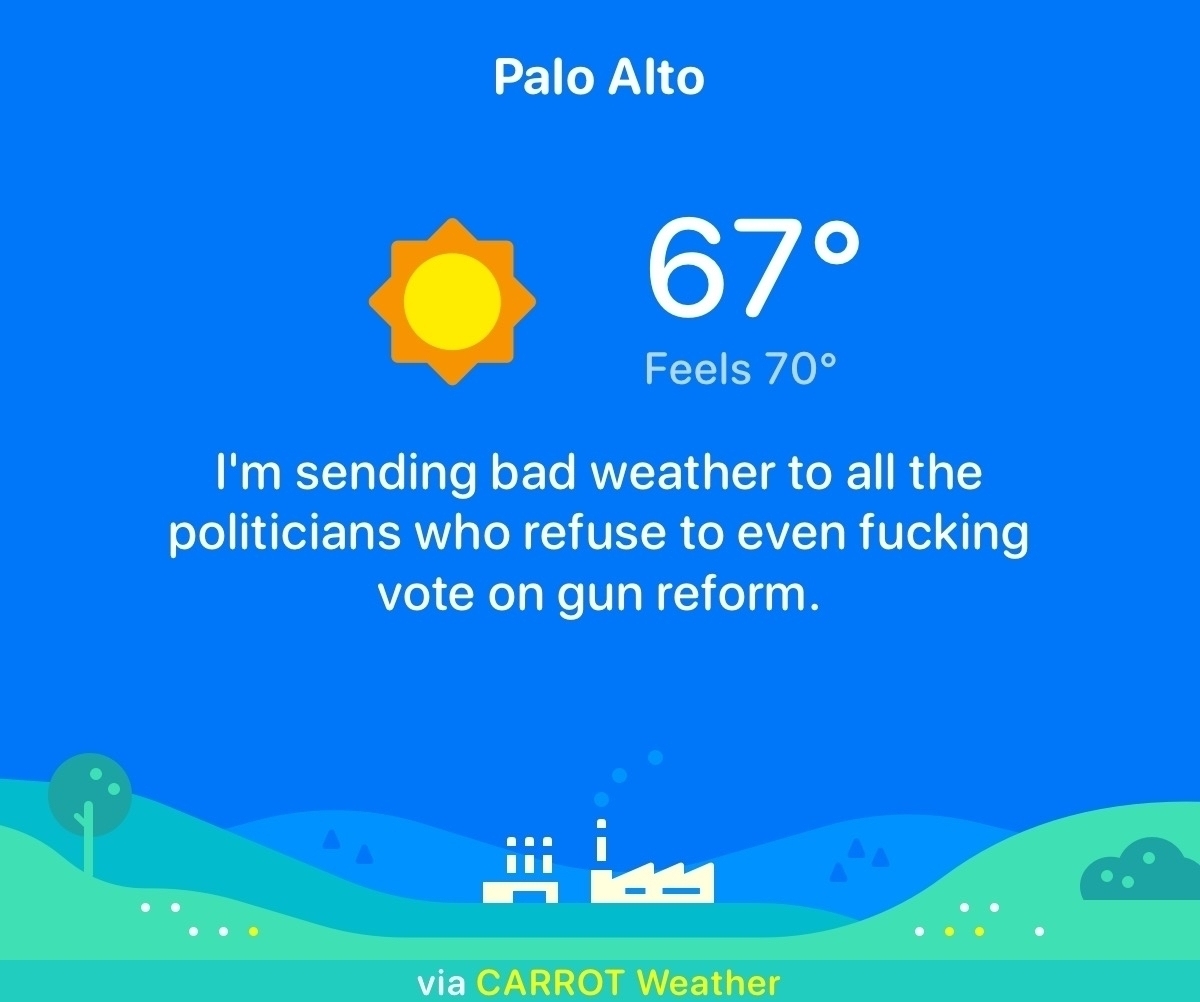 Palo Alto
67°
Feels 70°
I'm sending bad weather to all the
politicians who refuse to even fucking
vote on gun reform.
via CARROT Weather